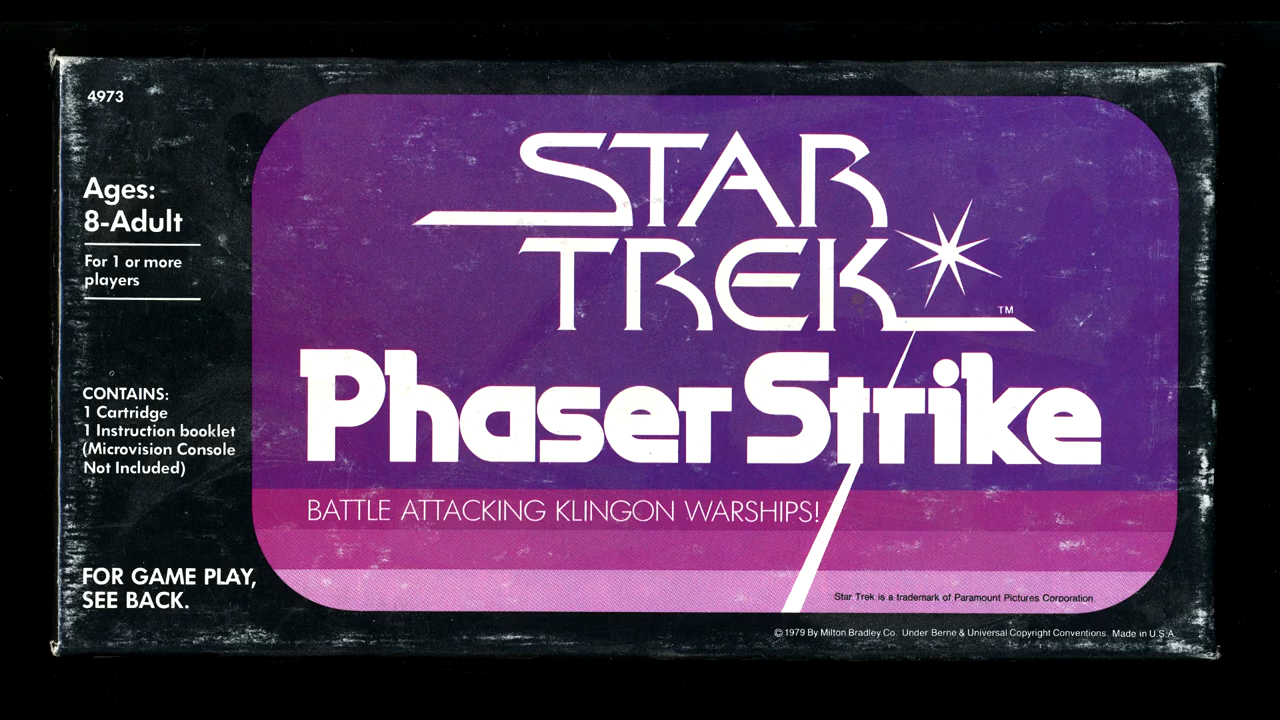 4973
Ages:
8-Adult
For 1 or more
players
CONTAINS:
1 Cartridge
1 Instruction booklet
(Microvision Console
Not Included)
FOR GAME PLAY,
SEE BACK.
STAR
TREK
TM
Phaser Strike
BATTLE ATTACKING KLINGON WARSHIPS!
Star Trek is a trademark of Paramount Pictures Corporation.
© 1979 By Milton Bradley Co. Under Berne & Universal Copyright Conventions. Made in U.S.A.